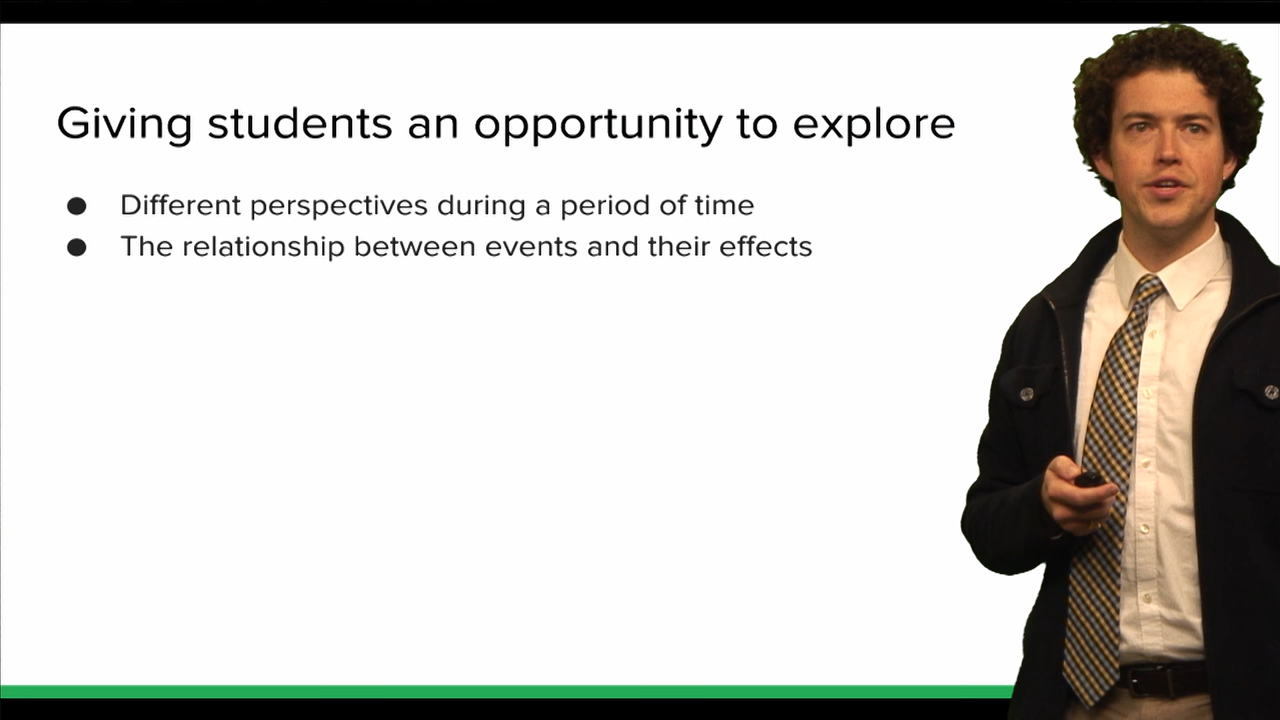 Giving students an opportunity to explore
● Different perspectives during a period of time
● The relationship between events and their effects